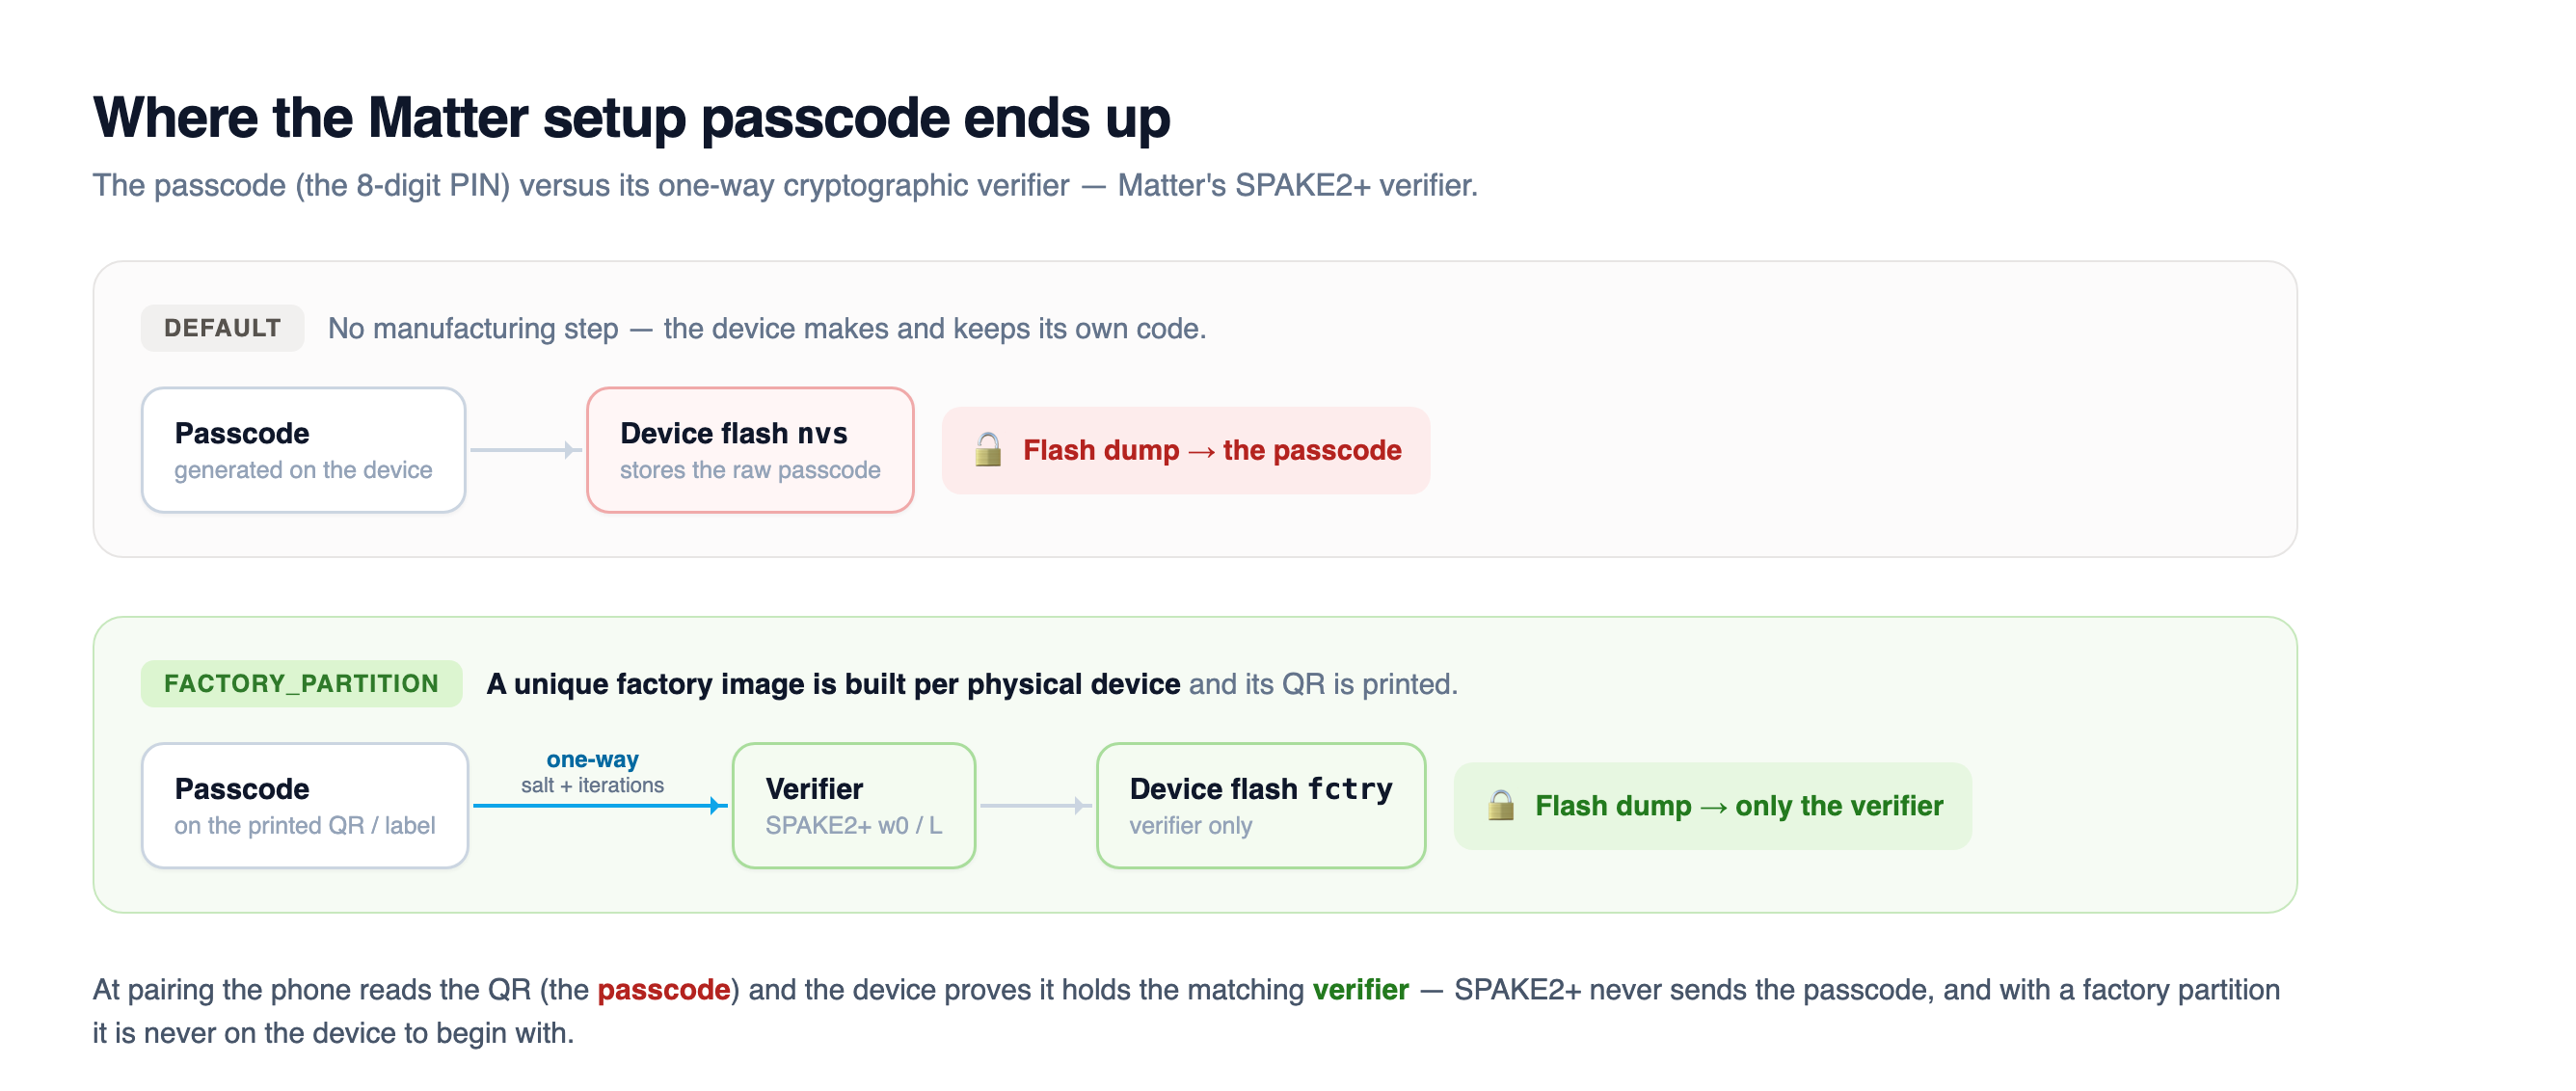 Where the Matter setup passcode ends up
The passcode (the 8-digit PIN) versus its one-way cryptographic verifier — Matter's SPAKE2+ verifier.
DEFAULT No manufacturing step — the device makes and keeps its own code.
Passcode
generated on the device
Device flash nvs
stores the raw passcode
Flash dump → the passcode
FACTORY_PARTITION A unique factory image is built per physical device and its QR is printed.
Passcode
on the printed QR / label
one-way
salt + iterations
Verifier
SPAKE2+ w0 / L
Device flash fctry
verifier only
Flash dump → only the verifier
At pairing the phone reads the QR (the passcode) and the device proves it holds the matching verifier — SPAKE2+ never sends the passcode, and with a factory partition
it is never on the device to begin with.